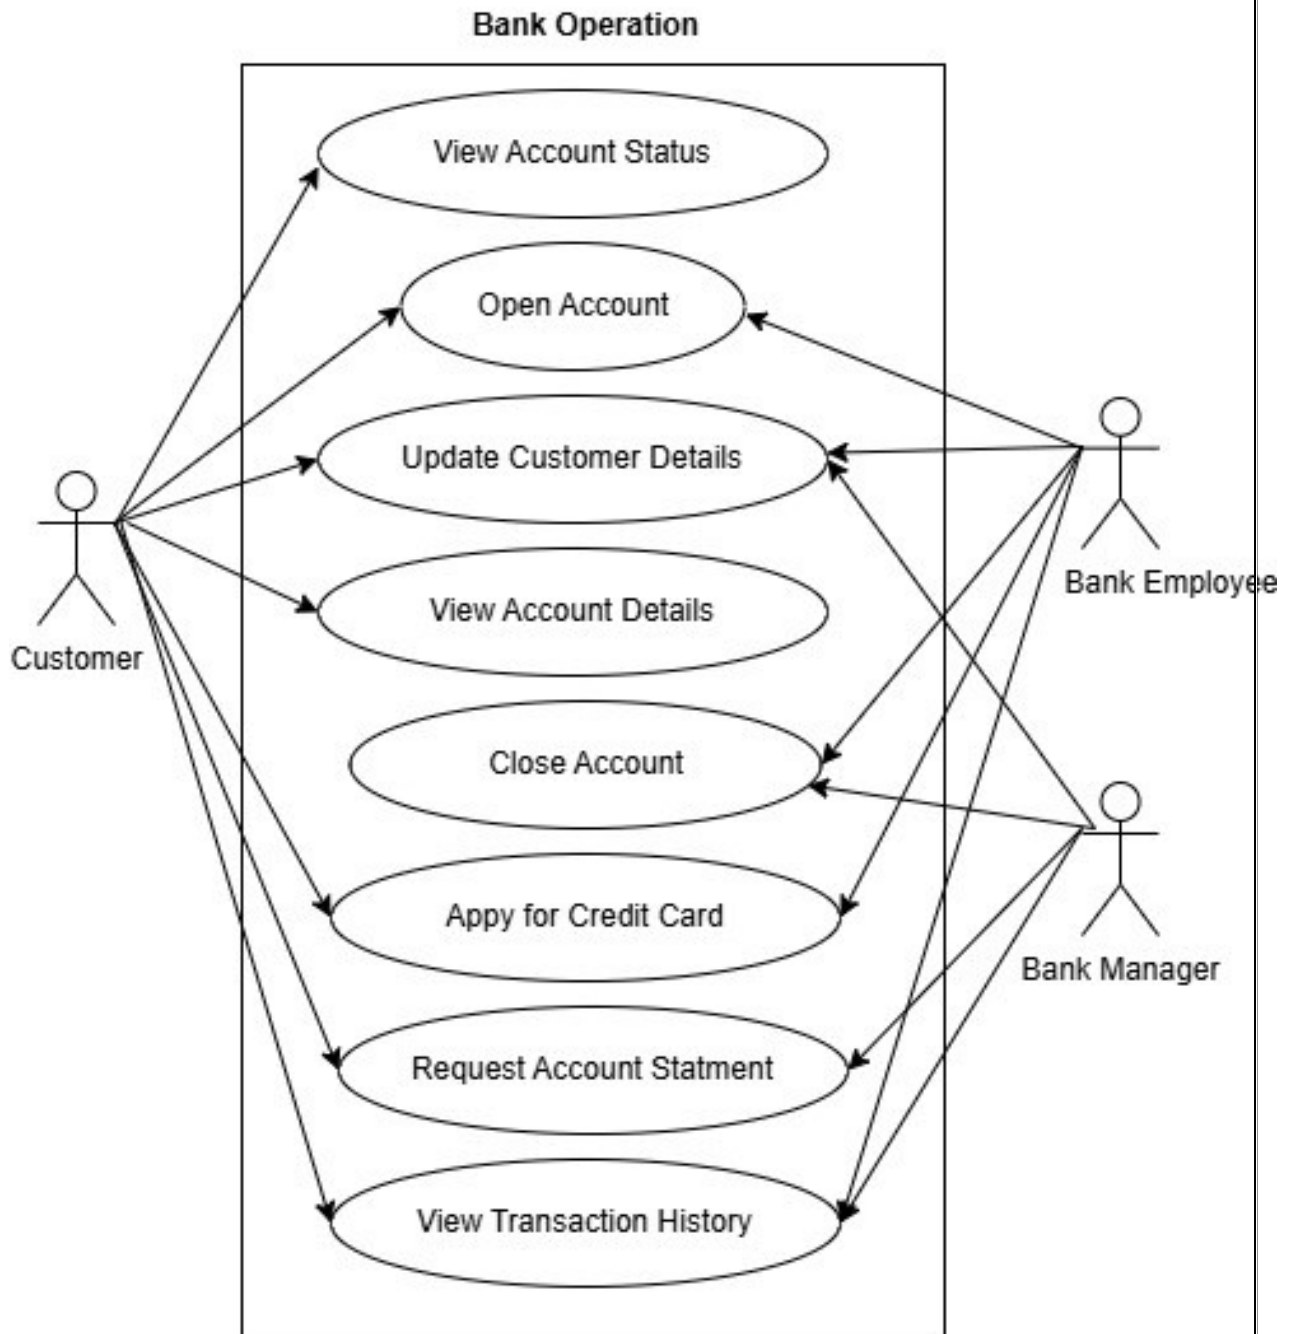 Bank Operation
View Account Status
Open Account
Update Customer Details
View Account Details
Close Account
Appy for Credit Card
Request Account Statment
View Transaction History
Customer
Bank Employee
Bank Manager